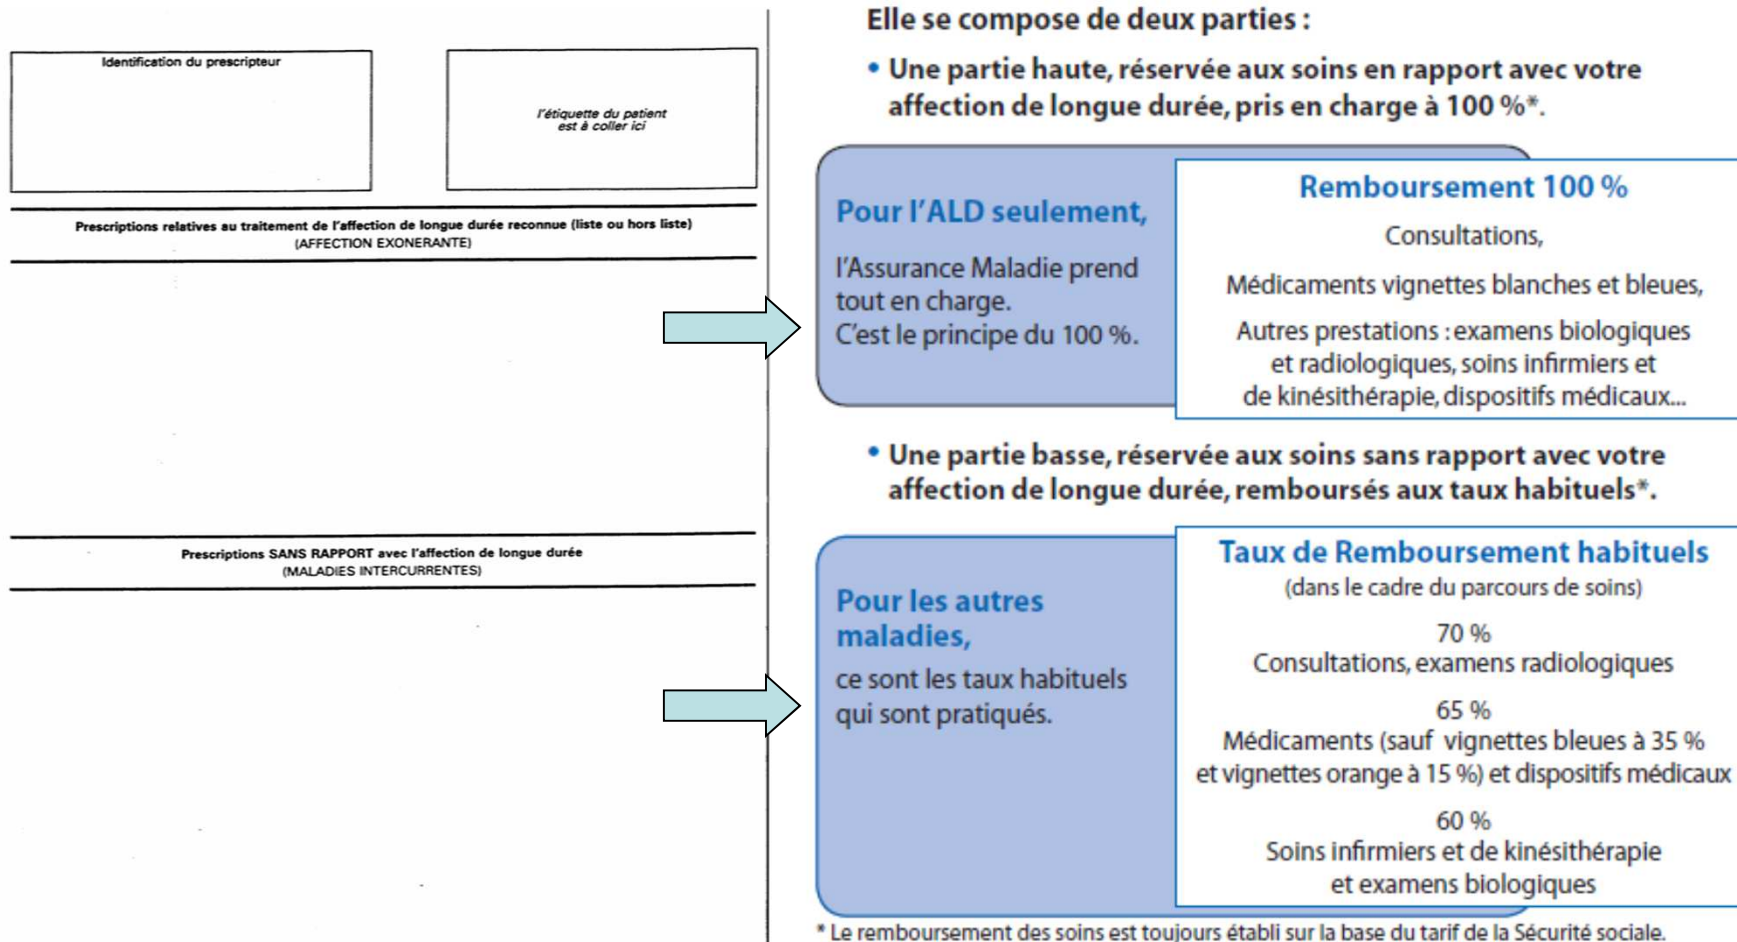 Identification du prescripteur
l'étiquette du patient
est à coller ici
Prescriptions relatives au traitement de l'affection de longue durée reconnue (liste ou hors liste)
(AFFECTION EXONERANTE)
Prescriptions SANS RAPPORT avec l'affection de longue durée
(MALADIES INTERCURRENTES)
Elle se compose de deux parties :
• Une partie haute, réservée aux soins en rapport avec votre
affection de longue durée, pris en charge à 100 %*.
Pour l'ALD seulement,
l'Assurance Maladie prend
tout en charge.
C'est le principe du 100 %.
Remboursement 100 %
Consultations,
Médicaments vignettes blanches et bleues,
Autres prestations : examens biologiques
et radiologiques, soins infirmiers et
de kinésithérapie, dispositifs médicaux...
• Une partie basse, réservée aux soins sans rapport avec votre
affection de longue durée, remboursés aux taux habituels*.
Pour les autres
maladies,
ce sont les taux habituels
qui sont pratiqués.
Taux de Remboursement habituels
(dans le cadre du parcours de soins)
70 %
Consultations, examens radiologiques
65 %
Médicaments (sauf vignettes bleues à 35 %
et vignettes orange à 15 %) et dispositifs médicaux
60 %
Soins infirmiers et de kinésithérapie
et examens biologiques
* Le remboursement des soins est toujours établi sur la base du tarif de la Sécurité sociale.